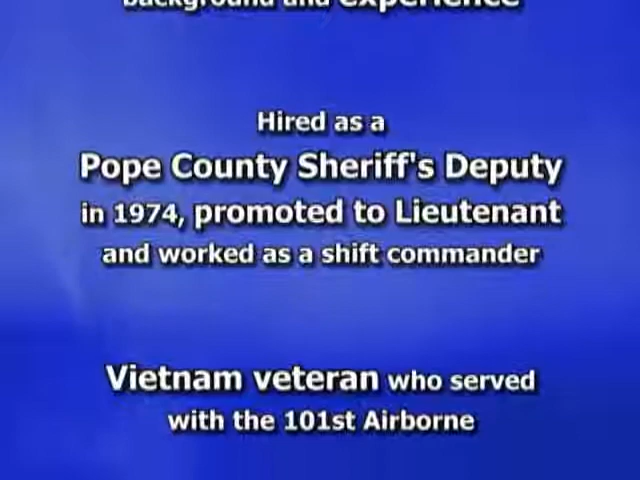 background and experience
Hired as a
Pope County Sheriff's Deputy
in 1974, promoted to Lieutenant
and worked as a shift commander
Vietnam veteran who served
with the 101st Airborne